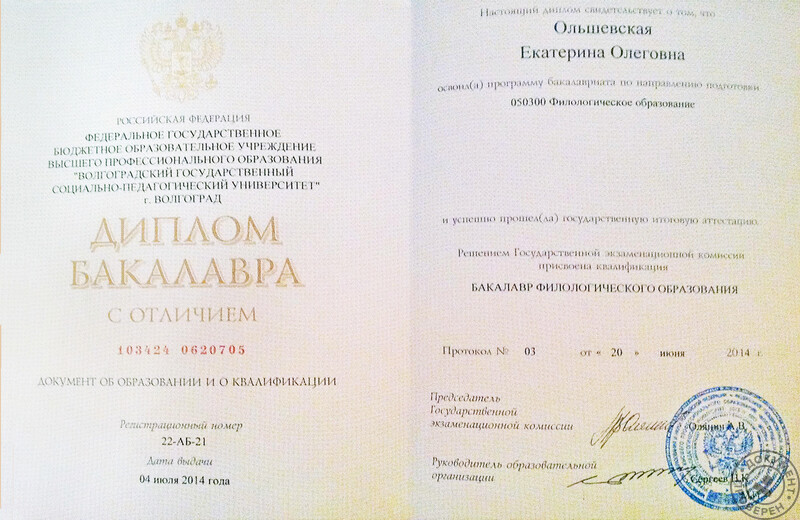 РОССИЙСКАЯ ФЕДЕРАЦИЯ
ФЕДЕРАЛЬНОЕ ГОСУДАРСТВЕННОЕ
БЮДЖЕТНОЕ ОБРАЗОВАТЕЛЬНОЕ УЧРЕЖДЕНИЕ
ВЫСШЕГО ПРОФЕССИОНАЛЬНОГО ОБРАЗОВАНИЯ
"ВОЛГОГРАДСКИЙ ГОСУДАРСТВЕННЫЙ
СОЦИАЛЬНО-ПЕДАГОГИЧЕСКИЙ УНИВЕРСИТЕТ"
г. ВОЛГОГРАД
ДИПЛОМ
БАКАЛАВРА
С ОТЛИЧИЕМ
103424 0620705
ДОКУМЕНТ ОБ ОБРАЗОВАНИИ И О КВАЛИФИКАЦИИ
Регистрационный номер
22-АБ-21
Дата выдачи
04 июля 2014 года
Настоящий диплом свидетельствует о том, что
Ольшевская
Екатерина Олеговна
освоил(а) программу бакалавриата по направлению подготовки
050300 Филологическое образование
и успешно прошел(ла) государственную итоговую аттестацию.
Решением Государственной экзаменационной комиссии
присвоена квалификация
БАКАЛАВР ФИЛОЛОГИЧЕСКОГО ОБРАЗОВАНИЯ
Протокол № 03 от « 20 » июня 2014 г.
Председатель
Государственной
экзаменационной комиссии Олянич А.В.
Руководитель образовательной
организации Сергеев Н.К.
ДОКУМЕНТ